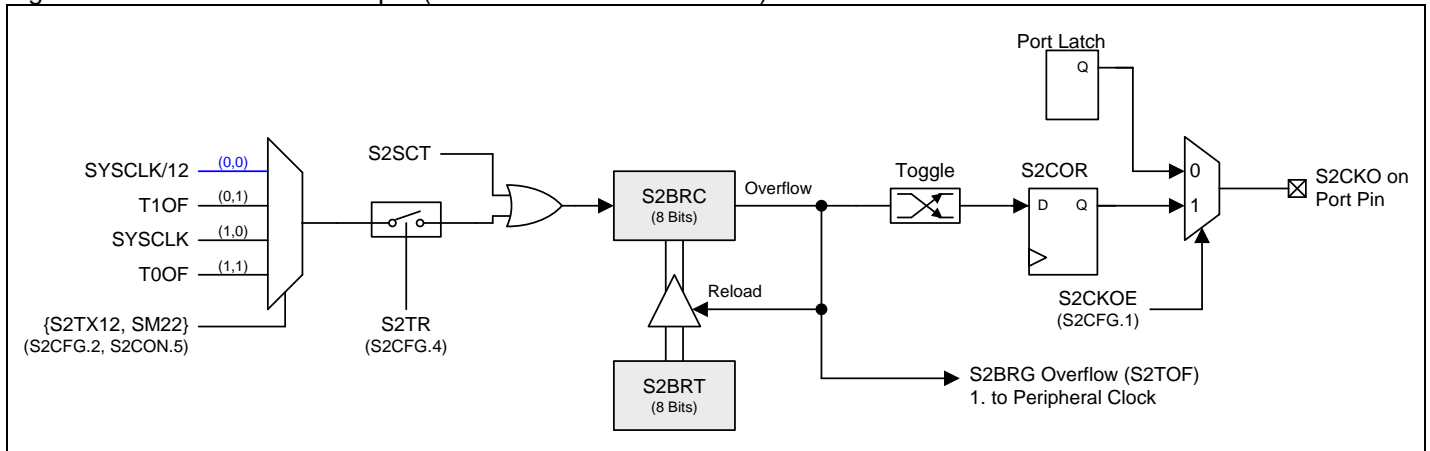 Port Latch
Q
SYSCLK/12
(0,0)
T1OF
(0,1)
SYSCLK
(1,0)
T0OF
(1,1)
{S2TX12, SM22}
(S2CFG.2, S2CON.5)
S2TR
(S2CFG.4)
S2SCT
S2BRC
(8 Bits)
Overflow
Reload
S2BRT
(8 Bits)
Toggle
S2COR
D
Q
0
1
S2CKOE
(S2CFG.1)
S2CKO on
Port Pin
S2BRG Overflow (S2TOF)
1. to Peripheral Clock